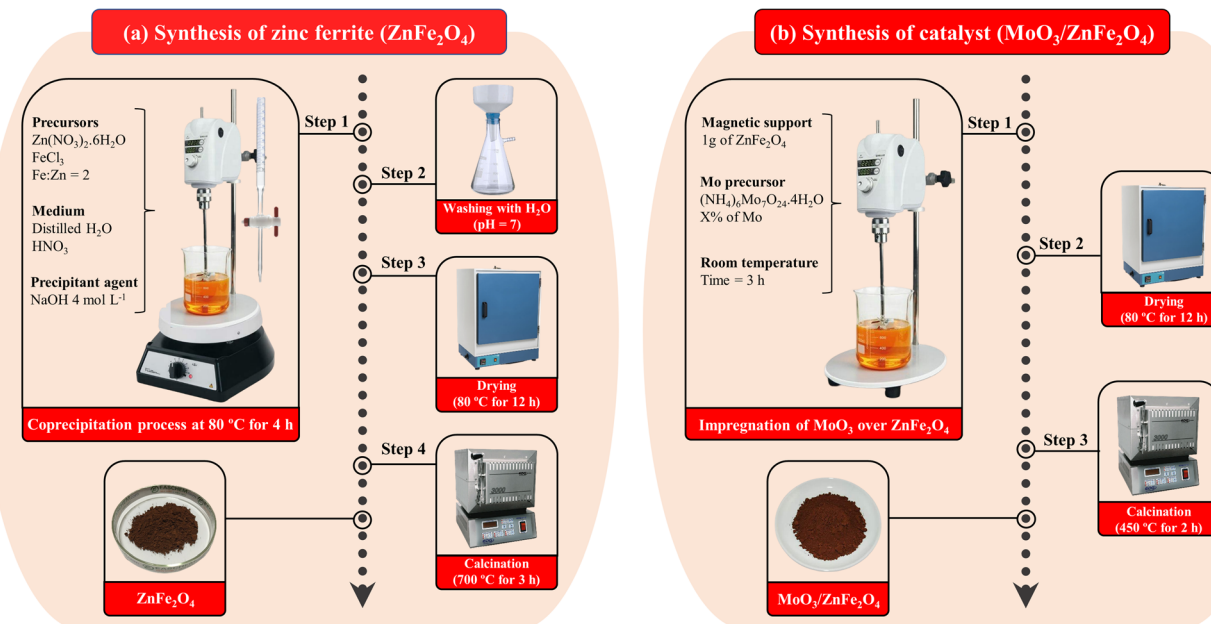 (a) Synthesis of zinc ferrite (ZnFe₂O₄)
Precursors
Zn(NO₃)₂.6H₂O
FeCl₃
Fe:Zn = 2
Medium
Distilled H₂O
HNO₃
Precipitant agent
NaOH 4 mol L⁻¹
Coprecipitation process at 80 ºC for 4 h
Step 1
Step 2
Washing with H₂O
(pH = 7)
Step 3
Drying
(80 ºC for 12 h)
Step 4
Calcination
(700 ºC for 3 h)
ZnFe₂O₄
(b) Synthesis of catalyst (MoO₃/ZnFe₂O₄)
Magnetic support
1g of ZnFe₂O₄
Mo precursor
(NH₄)₆Mo₇O₂₄.4H₂O
X% of Mo
Room temperature
Time = 3 h
Impregnation of MoO₃ over ZnFe₂O₄
Step 1
Step 2
Drying
(80 ºC for 12 h)
Step 3
Calcination
(450 ºC for 2 h)
MoO₃/ZnFe₂O₄